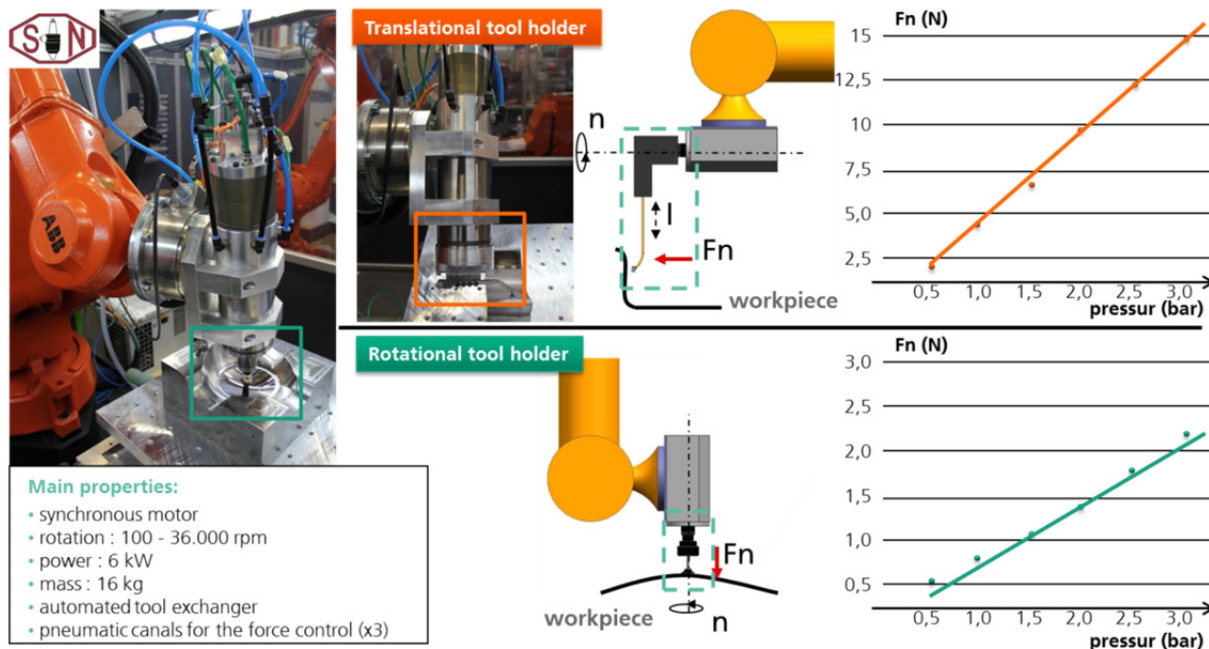 S N
ABB
Main properties:
• synchronous motor
• rotation : 100 - 36.000 rpm
• power : 6 kW
• mass : 16 kg
• automated tool exchanger
• pneumatic canals for the force control (x3)
Translational tool holder
n
l
Fn
workpiece
Fn (N)
15
12,5
10
7,5
5,0
2,5
0,5 1,0 1,5 2,0 2,5 3,0
pressur (bar)
Rotational tool holder
Fn
workpiece
n
Fn (N)
3,0
2,5
2,0
1,5
1,0
0,5
0,5 1,0 1,5 2,0 2,5 3,0
pressur (bar)